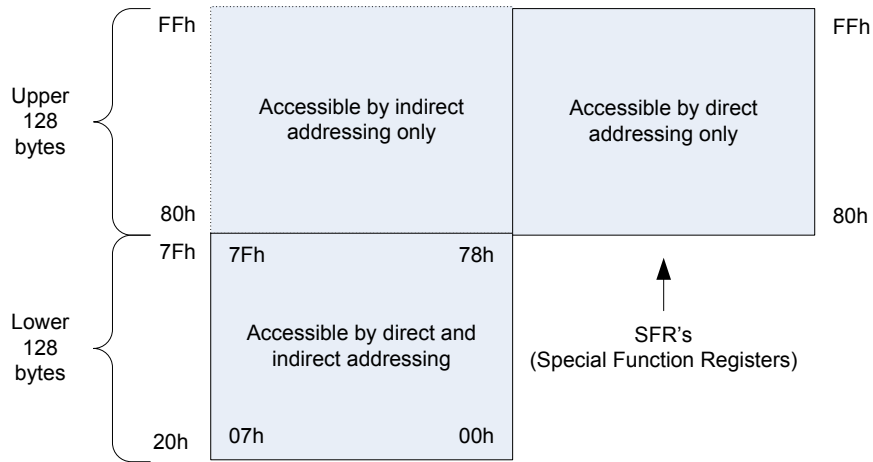 FFh
FFh
Upper
128
bytes
Accessible by indirect
addressing only
Accessible by direct
addressing only
80h
80h
7Fh
7Fh
78h
Lower
128
bytes
Accessible by direct and
indirect addressing
SFR's
(Special Function Registers)
20h
07h
00h